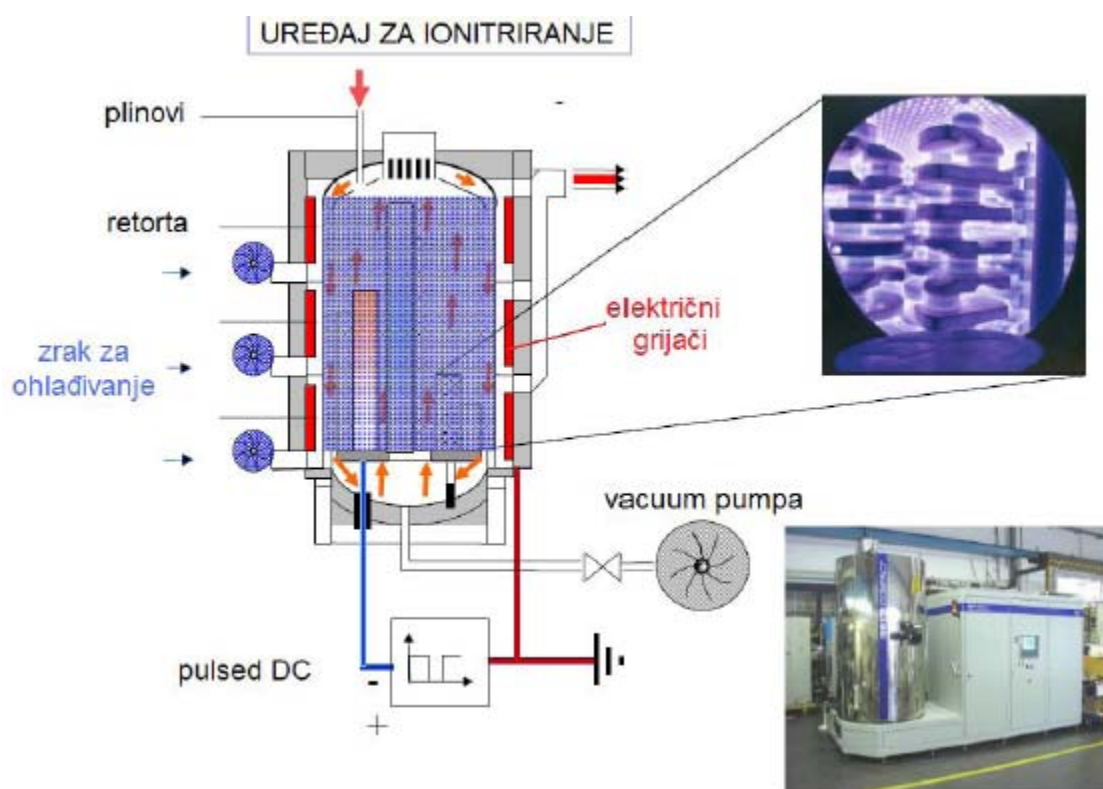 UREĐAJ ZA IONITRIRANJE
plinovi
retorta
zrak za
ohlađivanje
električni
grijači
vacuum pumpa
pulsed DC
-
+